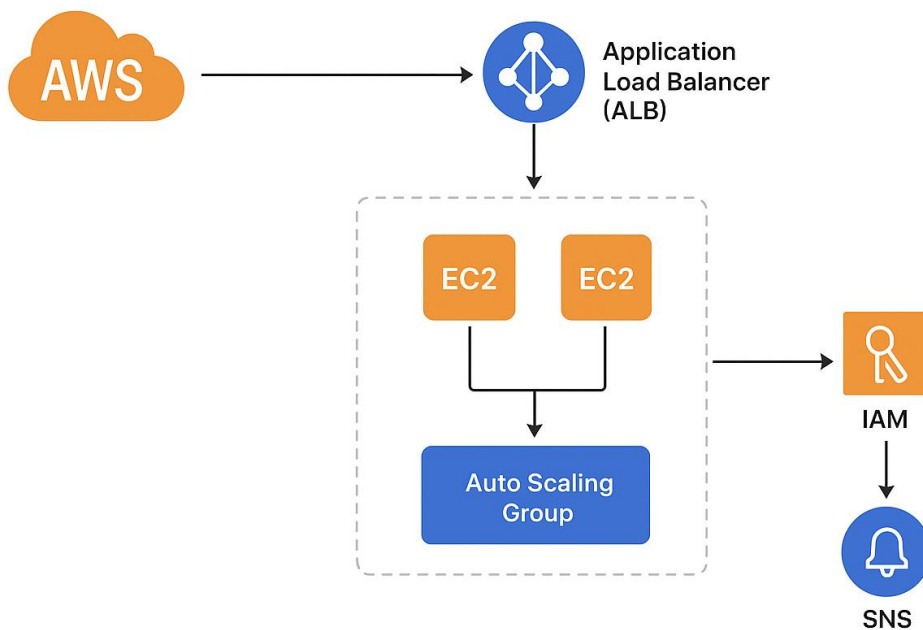 AWS
Application
Load Balancer
(ALB)
EC2
EC2
Auto Scaling
Group
IAM
SNS